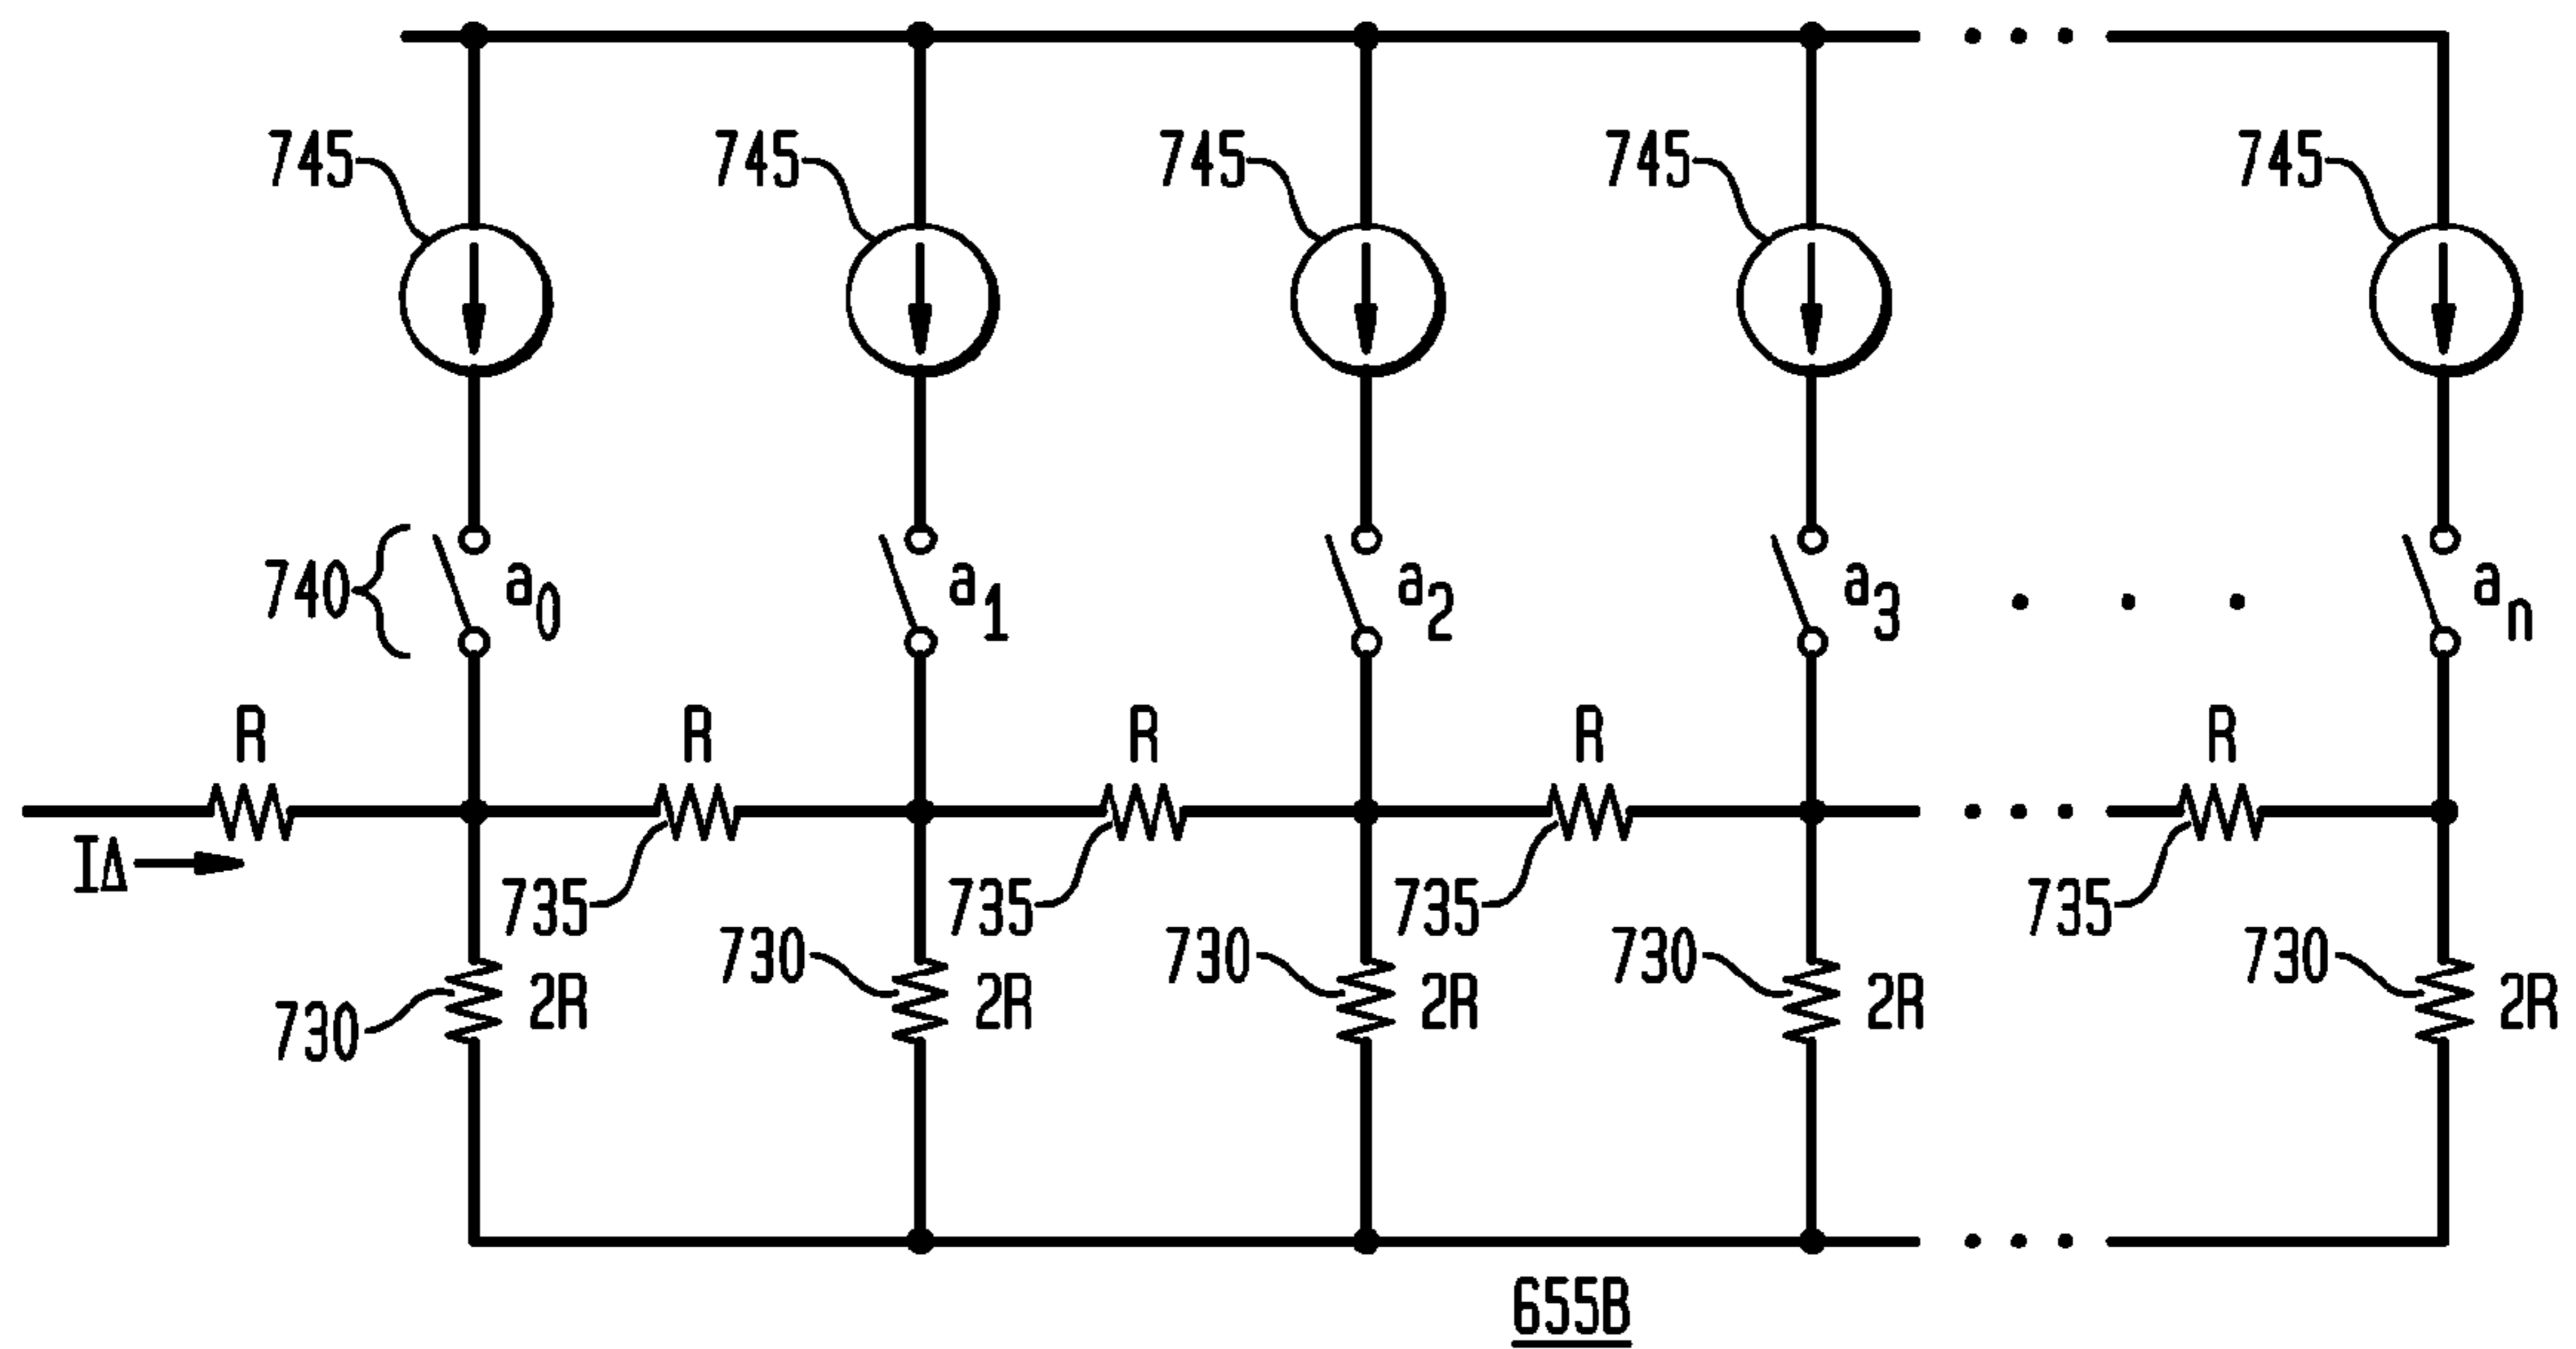 745 745 745 745 745
740 a0 a1 a2 a3 . . . an
R R R R R
IΔ
735 735 735 735
730 730 730 730 730
2R 2R 2R 2R 2R
655B